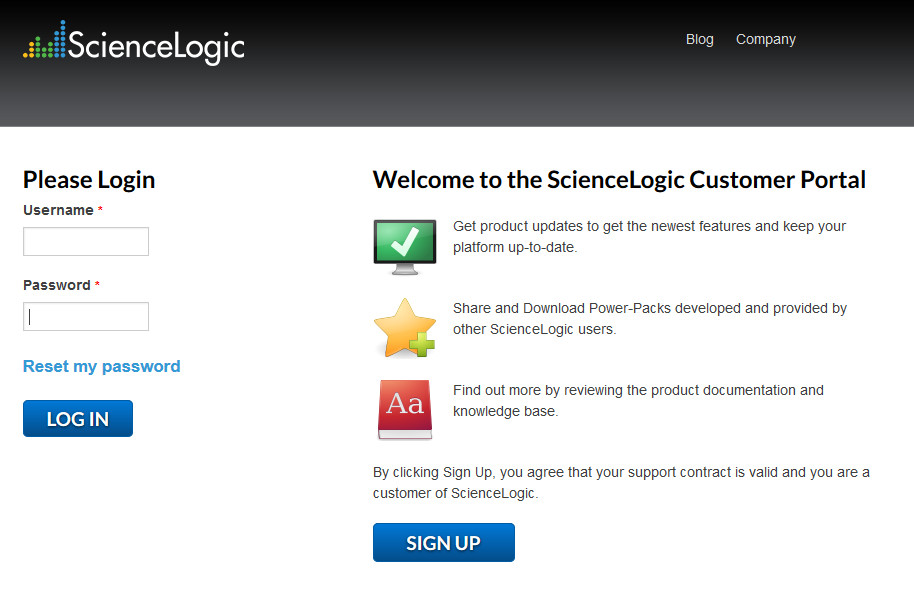 ScienceLogic
Blog Company
Please Login
Username *
Password *
Reset my password
LOG IN
Welcome to the ScienceLogic Customer Portal
Get product updates to get the newest features and keep your
platform up-to-date.
Share and Download Power-Packs developed and provided by
other ScienceLogic users.
Aa
Find out more by reviewing the product documentation and
knowledge base.
By clicking Sign Up, you agree that your support contract is valid and you are a
customer of ScienceLogic.
SIGN UP